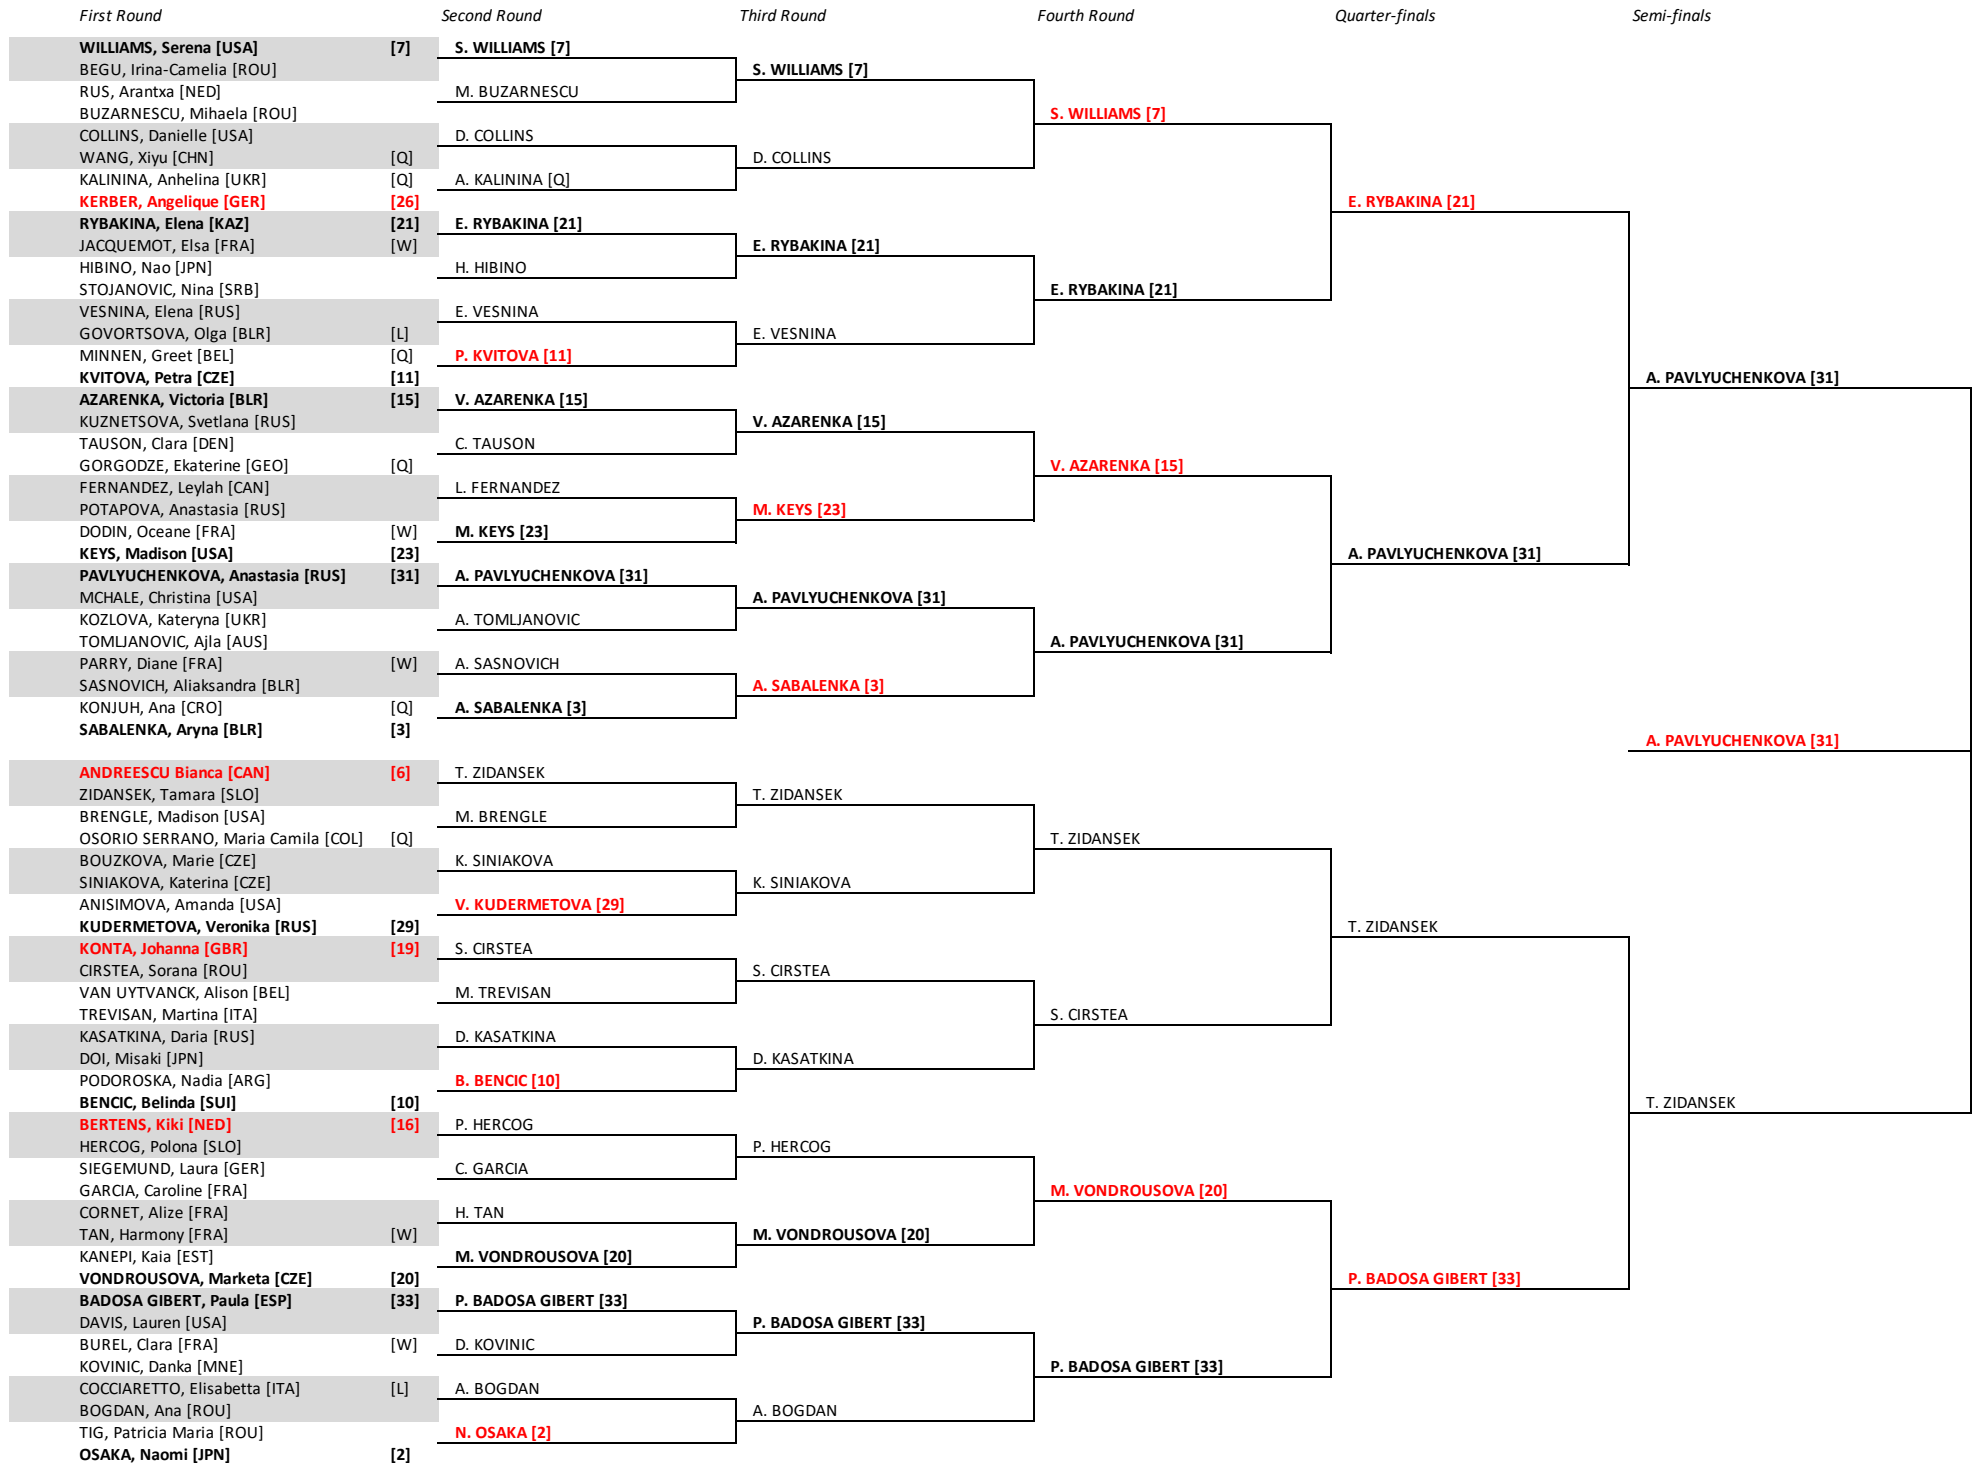 First Round
Second Round
Third Round
Fourth Round
Quarter-finals
Semi-finals
WILLIAMS, Serena [USA] [7]
BEGU, Irina-Camelia [ROU]
RUS, Arantxa [NED]
BUZARNESCU, Mihaela [ROU]
COLLINS, Danielle [USA]
WANG, Xiyu [CHN] [Q]
KALININA, Anhelina [UKR] [Q]
KERBER, Angelique [GER] [26]
RYBAKINA, Elena [KAZ] [21]
JACQUEMOT, Elsa [FRA] [W]
HIBINO, Nao [JPN]
STOJANOVIC, Nina [SRB]
VESNINA, Elena [RUS]
GOVORTSOVA, Olga [BLR] [L]
MINNEN, Greet [BEL] [Q]
KVITOVA, Petra [CZE] [11]
AZARENKA, Victoria [BLR] [15]
KUZNETSOVA, Svetlana [RUS]
TAUSON, Clara [DEN]
GORGODZE, Ekaterine [GEO] [Q]
FERNANDEZ, Leylah [CAN]
POTAPOVA, Anastasia [RUS]
DODIN, Oceane [FRA] [W]
KEYS, Madison [USA] [23]
PAVLYUCHENKOVA, Anastasia [RUS] [31]
MCHALE, Christina [USA]
KOZLOVA, Kateryna [UKR]
TOMLJANOVIC, Ajla [AUS]
PARRY, Diane [FRA] [W]
SASNOVICH, Aliaksandra [BLR]
KONJUH, Ana [CRO] [Q]
SABALENKA, Aryna [BLR] [3]
ANDREESCU Bianca [CAN] [6]
ZIDANSEK, Tamara [SLO]
BRENGLE, Madison [USA]
OSORIO SERRANO, Maria Camila [COL] [Q]
BOUZKOVA, Marie [CZE]
SINIAKOVA, Katerina [CZE]
ANISIMOVA, Amanda [USA]
KUDERMETOVA, Veronika [RUS] [29]
KONTA, Johanna [GBR] [19]
CIRSTEA, Sorana [ROU]
VAN UYTVANCK, Alison [BEL]
TREVISAN, Martina [ITA]
KASATKINA, Daria [RUS]
DOI, Misaki [JPN]
PODOROSKA, Nadia [ARG]
BENCIC, Belinda [SUI] [10]
BERTENS, Kiki [NED] [16]
HERCOG, Polona [SLO]
SIEGEMUND, Laura [GER]
GARCIA, Caroline [FRA]
CORNET, Alize [FRA]
TAN, Harmony [FRA] [W]
KANEPI, Kaia [EST]
VONDROUSOVA, Marketa [CZE] [20]
BADOSA GIBERT, Paula [ESP] [33]
DAVIS, Lauren [USA]
BUREL, Clara [FRA] [W]
KOVINIC, Danka [MNE]
COCCIARETTO, Elisabetta [ITA] [L]
BOGDAN, Ana [ROU]
TIG, Patricia Maria [ROU]
OSAKA, Naomi [JPN] [2]
S. WILLIAMS [7]
M. BUZARNESCU
D. COLLINS
A. KALININA [Q]
E. RYBAKINA [21]
H. HIBINO
E. VESNINA
P. KVITOVA [11]
V. AZARENKA [15]
C. TAUSON
L. FERNANDEZ
M. KEYS [23]
A. PAVLYUCHENKOVA [31]
A. TOMLJANOVIC
A. SASNOVICH
A. SABALENKA [3]
T. ZIDANSEK
M. BRENGLE
K. SINIAKOVA
V. KUDERMETOVA [29]
S. CIRSTEA
M. TREVISAN
D. KASATKINA
B. BENCIC [10]
P. HERCOG
C. GARCIA
H. TAN
M. VONDROUSOVA [20]
P. BADOSA GIBERT [33]
D. KOVINIC
A. BOGDAN
N. OSAKA [2]
S. WILLIAMS [7]
D. COLLINS
E. RYBAKINA [21]
E. VESNINA
V. AZARENKA [15]
M. KEYS [23]
A. PAVLYUCHENKOVA [31]
A. SABALENKA [3]
T. ZIDANSEK
K. SINIAKOVA
S. CIRSTEA
D. KASATKINA
P. HERCOG
M. VONDROUSOVA [20]
P. BADOSA GIBERT [33]
A. BOGDAN
S. WILLIAMS [7]
E. RYBAKINA [21]
V. AZARENKA [15]
A. PAVLYUCHENKOVA [31]
T. ZIDANSEK
S. CIRSTEA
M. VONDROUSOVA [20]
P. BADOSA GIBERT [33]
E. RYBAKINA [21]
A. PAVLYUCHENKOVA [31]
T. ZIDANSEK
P. BADOSA GIBERT [33]
A. PAVLYUCHENKOVA [31]
A. PAVLYUCHENKOVA [31]
T. ZIDANSEK